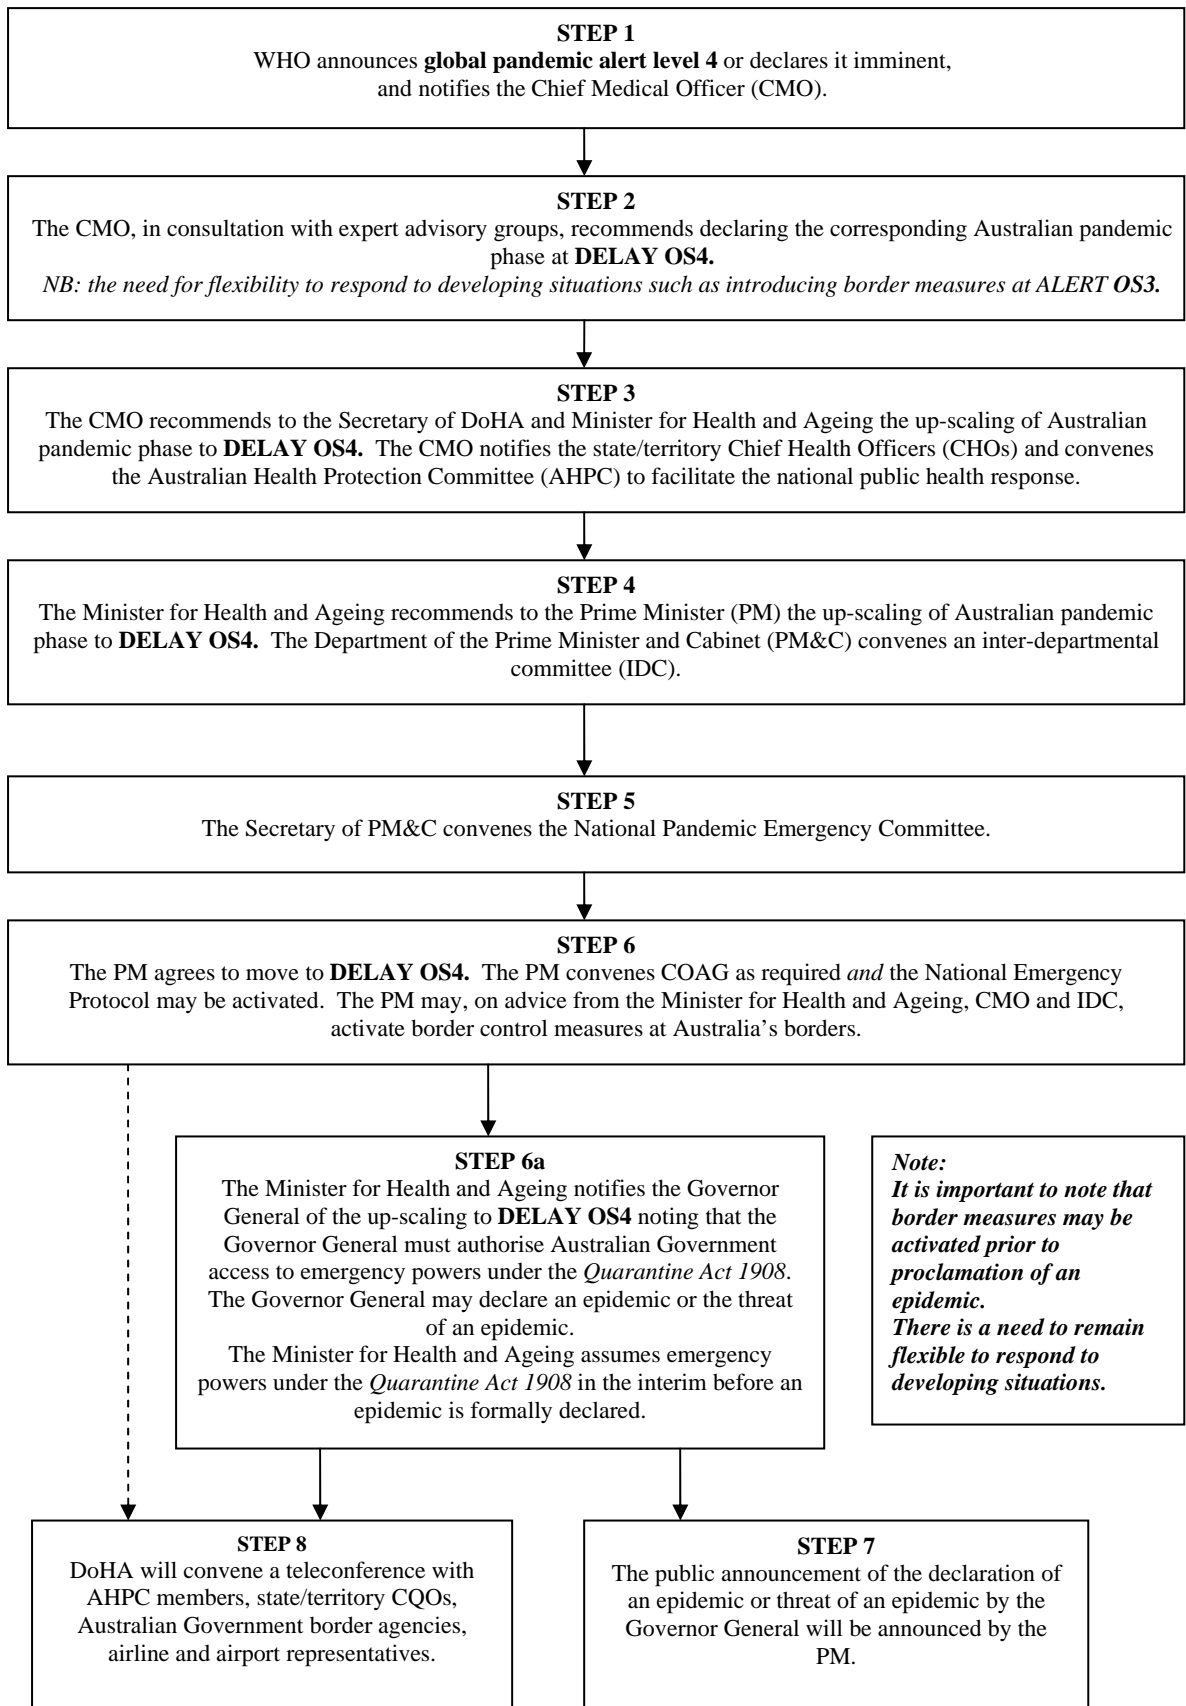 STEP 1
WHO announces global pandemic alert level 4 or declares it imminent,
and notifies the Chief Medical Officer (CMO).
STEP 2
The CMO, in consultation with expert advisory groups, recommends declaring the corresponding Australian pandemic
phase at DELAY OS4.
NB: the need for flexibility to respond to developing situations such as introducing border measures at ALERT OS3.
STEP 3
The CMO recommends to the Secretary of DoHA and Minister for Health and Ageing the up-scaling of Australian
pandemic phase to DELAY OS4.  The CMO notifies the state/territory Chief Health Officers (CHOs) and convenes
the Australian Health Protection Committee (AHPC) to facilitate the national public health response.
STEP 4
The Minister for Health and Ageing recommends to the Prime Minister (PM) the up-scaling of Australian pandemic
phase to DELAY OS4.  The Department of the Prime Minister and Cabinet (PM&C) convenes an inter-departmental
committee (IDC).
STEP 5
The Secretary of PM&C convenes the National Pandemic Emergency Committee.
STEP 6
The PM agrees to move to DELAY OS4.  The PM convenes COAG as required and the National Emergency
Protocol may be activated.  The PM may, on advice from the Minister for Health and Ageing, CMO and IDC,
activate border control measures at Australia's borders.
STEP 6a
The Minister for Health and Ageing notifies the Governor
General of the up-scaling to DELAY OS4 noting that the
Governor General must authorise Australian Government
access to emergency powers under the Quarantine Act 1908.
The Governor General may declare an epidemic or the threat
of an epidemic.
The Minister for Health and Ageing assumes emergency
powers under the Quarantine Act 1908 in the interim before an
epidemic is formally declared.
Note:
It is important to note that
border measures may be
activated prior to
proclamation of an
epidemic.
There is a need to remain
flexible to respond to
developing situations.
STEP 8
DoHA will convene a teleconference with
AHPC members, state/territory CQOs,
Australian Government border agencies,
airline and airport representatives.
STEP 7
The public announcement of the declaration of
an epidemic or threat of an epidemic by the
Governor General will be announced by the
PM.